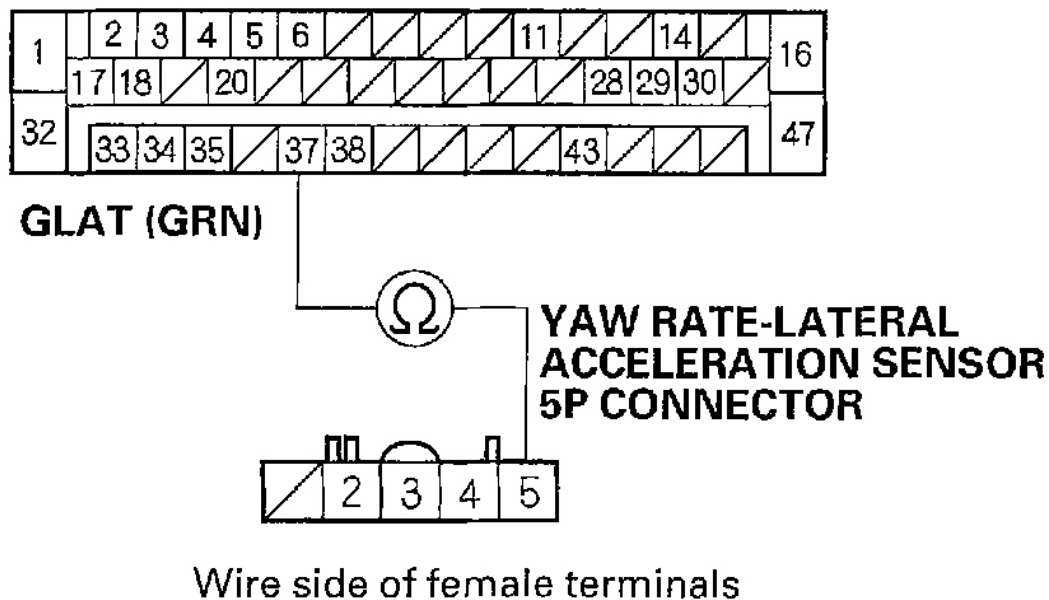 1 2 3 4 5 6 11 14 16
17 18 20 28 29 30
32 33 34 35 37 38 43 47
GLAT (GRN)
Ω
YAW RATE-LATERAL
ACCELERATION SENSOR
5P CONNECTOR
2 3 4 5
Wire side of female terminals